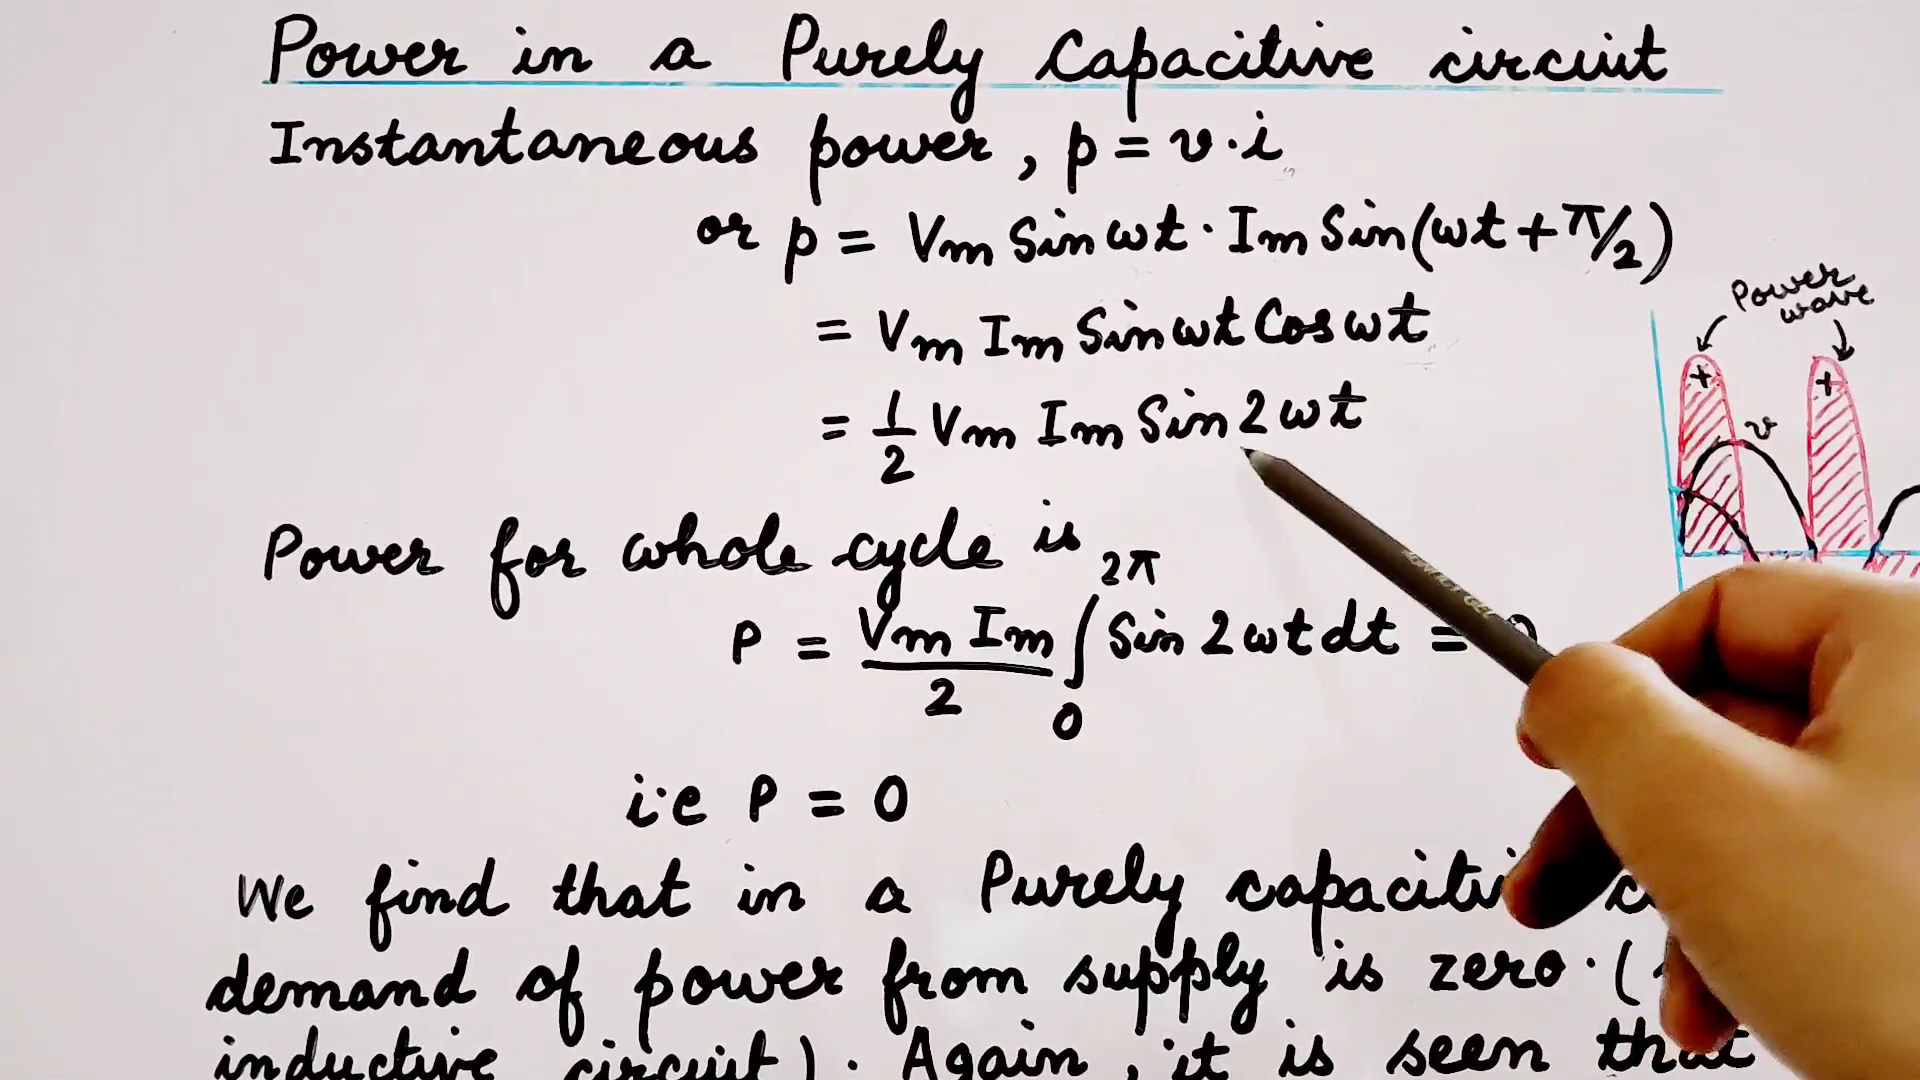 Power in a Purely Capacitive circuit
Instantaneous power, p = v·i
or p = Vm Sin ωt · Im Sin(ωt + π/2)
= Vm Im Sin ωt Cos ωt
= 1/2 Vm Im Sin 2ωt
Power wave
+ +
v
Power for whole cycle is
P = Vm Im / 2 ∫₀^2π Sin 2ωt dt =
i·e P = 0
We find that in a Purely
demand of power from supply is zero. (
inductive circuit). Again, it is seen that